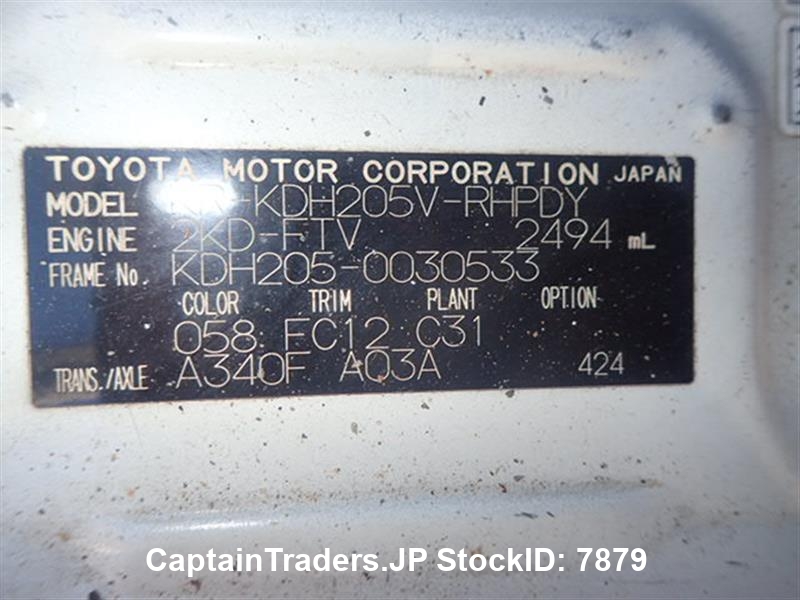 TOYOTA MOTOR CORPORATION JAPAN
MODEL KR-KDH205V-RHPDY
ENGINE 2KD-FTV 2494 mL
FRAME No. KDH205-0030533
COLOR TRIM PLANT OPTION
058 FC12 C31
TRANS./AXLE A340F A03A 424
CaptainTraders.JP StockID: 7879